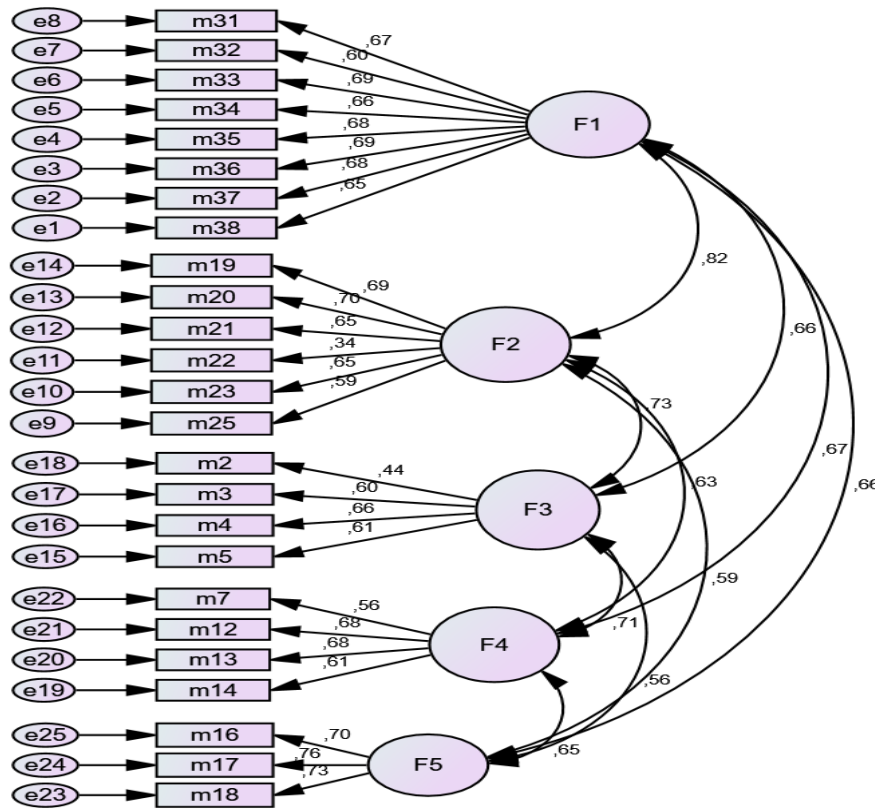 e8 m31
,67
e7 m32
,60
e6 m33
,69
e5 m34
,66
F1
e4 m35
,68
e3 m36
,69
e2 m37
,68
e1 m38
,65
,82
e14 m19
,69
e13 m20
,70
e12 m21
,65
,66
e11 m22
,34
F2
e10 m23
,65
e9 m25
,59
,73
,67
e18 m2
,44
,63
,66
e17 m3
,60
F3
e16 m4
,66
e15 m5
,61
,59
e22 m7
,56
,71
e21 m12
,68
F4
e20 m13
,68
e19 m14
,61
,56
e25 m16
,70
,65
e24 m17
,76
F5
e23 m18
,73